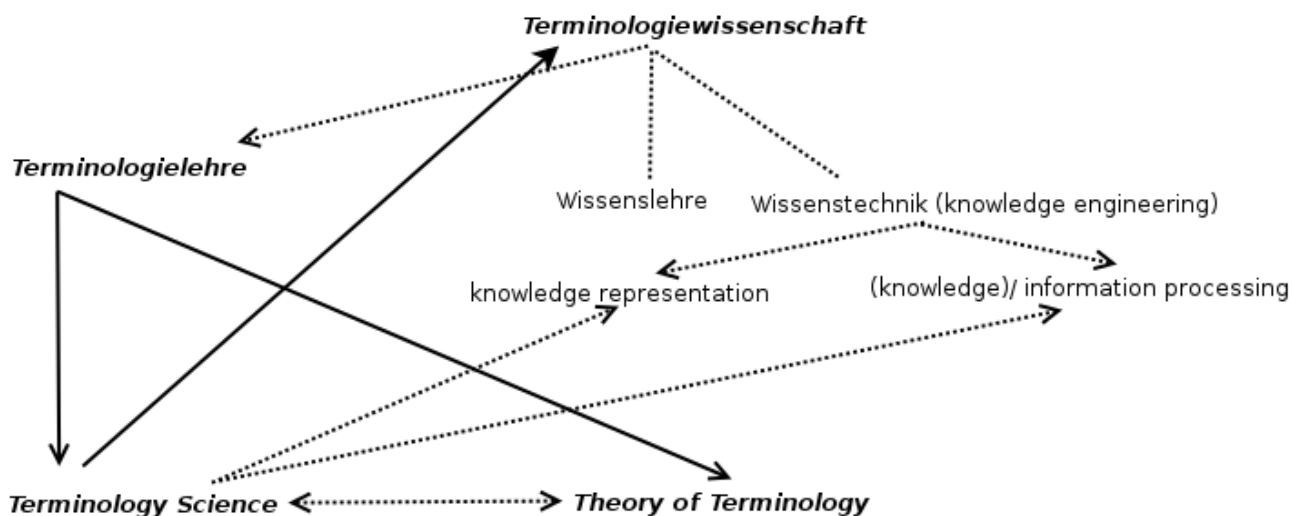 Terminologiewissenschaft
Terminologielehre
Wissenslehre
Wissenstechnik (knowledge engineering)
knowledge representation
(knowledge)/ information processing
Terminology Science
Theory of Terminology